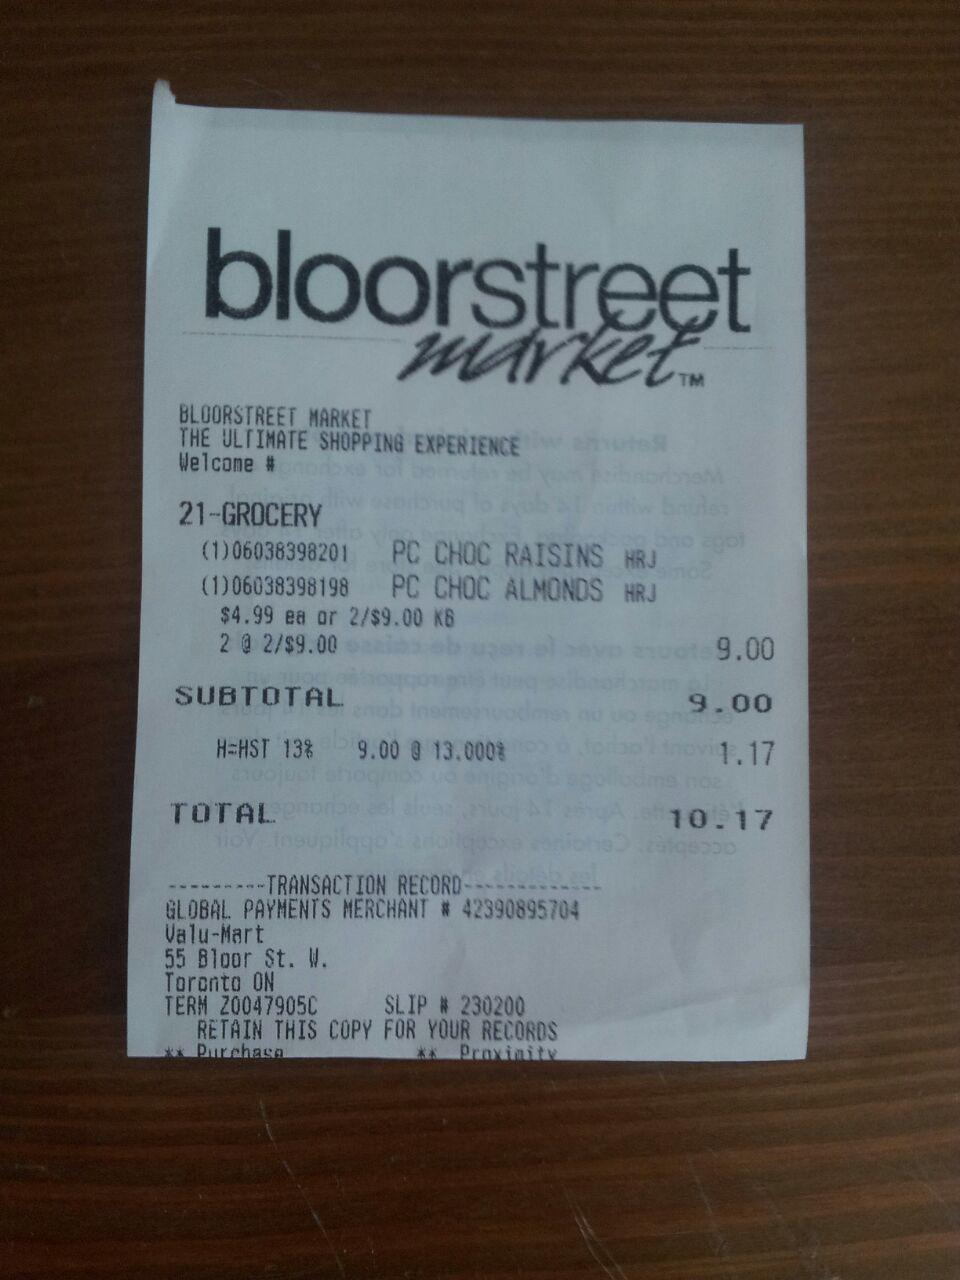 bloorstreet
market™
BLOORSTREET MARKET
THE ULTIMATE SHOPPING EXPERIENCE
Welcome #
21-GROCERY
(1)06038398201 PC CHOC RAISINS HRJ
(1)06038398198 PC CHOC ALMONDS HRJ
$4.99 ea or 2/$9.00 KB
2 @ 2/$9.00 9.00
SUBTOTAL 9.00
H=HST 13% 9.00 @ 13.000% 1.17
TOTAL 10.17
---------TRANSACTION RECORD-------------
GLOBAL PAYMENTS MERCHANT # 42390895704
Valu-Mart
55 Bloor St. W.
Toronto ON
TERM Z0047905C SLIP # 230200
RETAIN THIS COPY FOR YOUR RECORDS
** Purchase ** Proximity